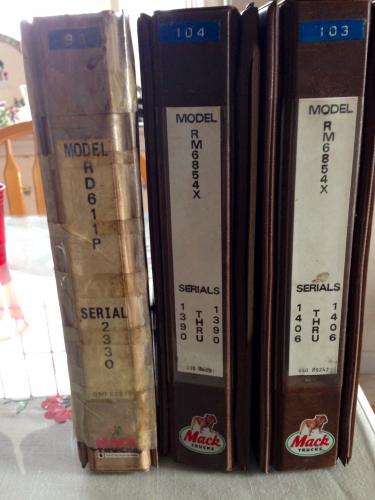 MODEL
RD611P
SERIAL
2330
Mack
104
MODEL
RM6854X
SERIALS
1390
THRU
1390
Mack
TRUCKS
103
MODEL
RM6854X
SERIALS
1406
THRU
1406
Mack
TRUCKS